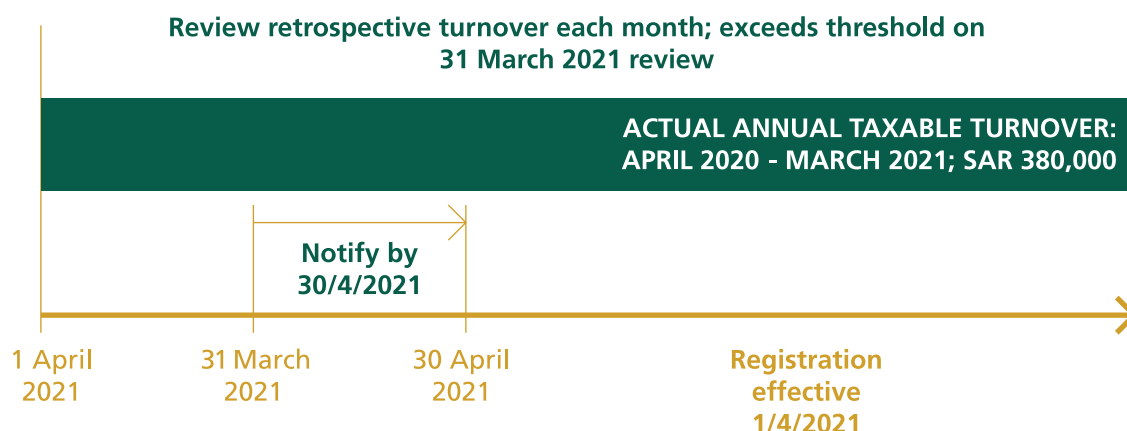 Review retrospective turnover each month; exceeds threshold on
31 March 2021 review
ACTUAL ANNUAL TAXABLE TURNOVER:
APRIL 2020 - MARCH 2021; SAR 380,000
Notify by
30/4/2021
1 April
2021
31 March
2021
30 April
2021
Registration
effective
1/4/2021